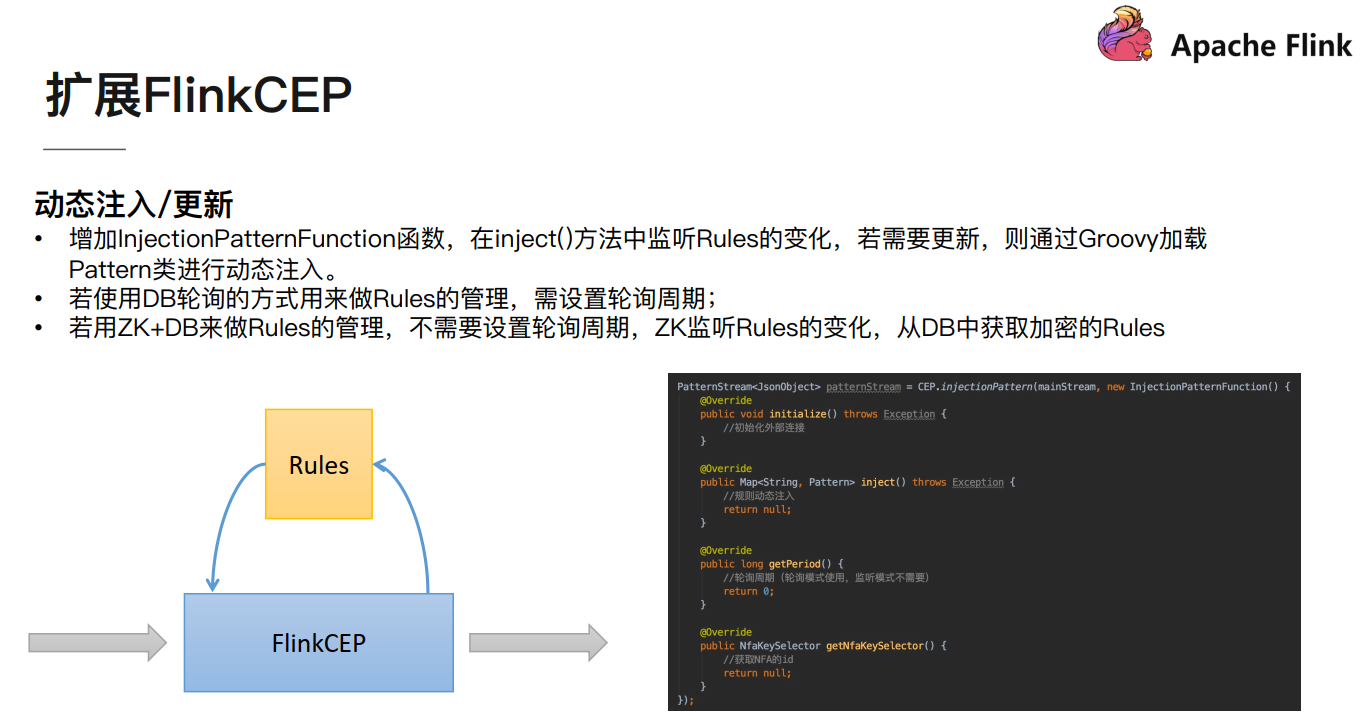 Apache Flink
扩展FlinkCEP
动态注入/更新
• 增加InjectionPatternFunction函数，在inject()方法中监听Rules的变化，若需要更新，则通过Groovy加载
Pattern类进行动态注入。
• 若使用DB轮询的方式用来做Rules的管理，需设置轮询周期；
• 若用ZK+DB来做Rules的管理，不需要设置轮询周期，ZK监听Rules的变化，从DB中获取加密的Rules
Rules
FlinkCEP
PatternStream<JsonObject> patternStream = CEP.injectionPattern(mainStream, new InjectionPatternFunction() {
@Override
public void initialize() throws Exception {
//初始化外部连接
}
@Override
public Map<String, Pattern> inject() throws Exception {
//规则动态注入
return null;
}
@Override
public long getPeriod() {
//轮询周期（轮询模式使用，监听模式不需要）
return 0;
}
@Override
public NfaKeySelector getNfaKeySelector() {
//获取NFA的id
return null;
}
});